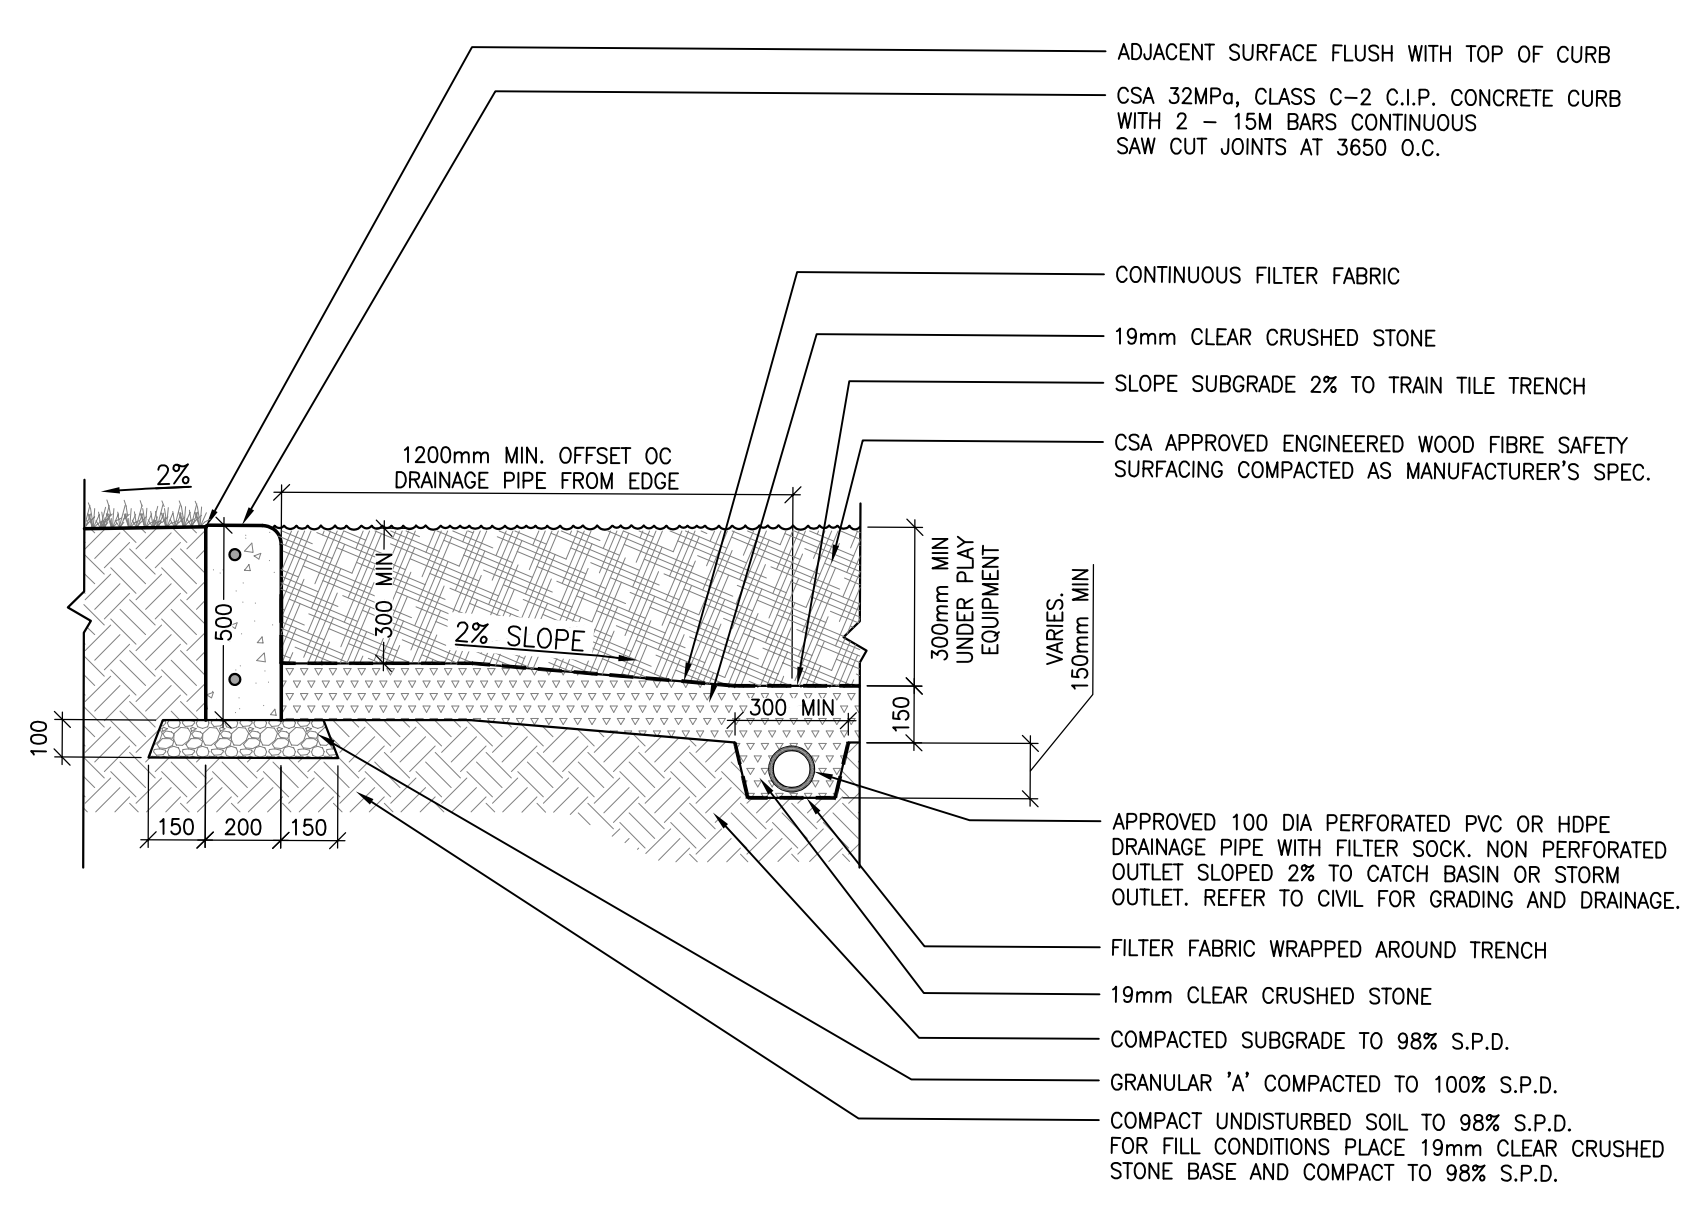 ADJACENT SURFACE FLUSH WITH TOP OF CURB
CSA 32MPa, CLASS C-2 C.I.P. CONCRETE CURB
WITH 2 - 15M BARS CONTINUOUS
SAW CUT JOINTS AT 3650 O.C.
CONTINUOUS FILTER FABRIC
19mm CLEAR CRUSHED STONE
SLOPE SUBGRADE 2% TO TRAIN TILE TRENCH
CSA APPROVED ENGINEERED WOOD FIBRE SAFETY
SURFACING COMPACTED AS MANUFACTURER'S SPEC.
1200mm MIN. OFFSET OC
DRAINAGE PIPE FROM EDGE
2%
500
300 MIN
2% SLOPE
300mm MIN
UNDER PLAY
EQUIPMENT
VARIES.
150mm MIN
300 MIN
150
100
150
200
150
APPROVED 100 DIA PERFORATED PVC OR HDPE
DRAINAGE PIPE WITH FILTER SOCK. NON PERFORATED
OUTLET SLOPED 2% TO CATCH BASIN OR STORM
OUTLET. REFER TO CIVIL FOR GRADING AND DRAINAGE.
FILTER FABRIC WRAPPED AROUND TRENCH
19mm CLEAR CRUSHED STONE
COMPACTED SUBGRADE TO 98% S.P.D.
GRANULAR 'A' COMPACTED TO 100% S.P.D.
COMPACT UNDISTURBED SOIL TO 98% S.P.D.
FOR FILL CONDITIONS PLACE 19mm CLEAR CRUSHED
STONE BASE AND COMPACT TO 98% S.P.D.